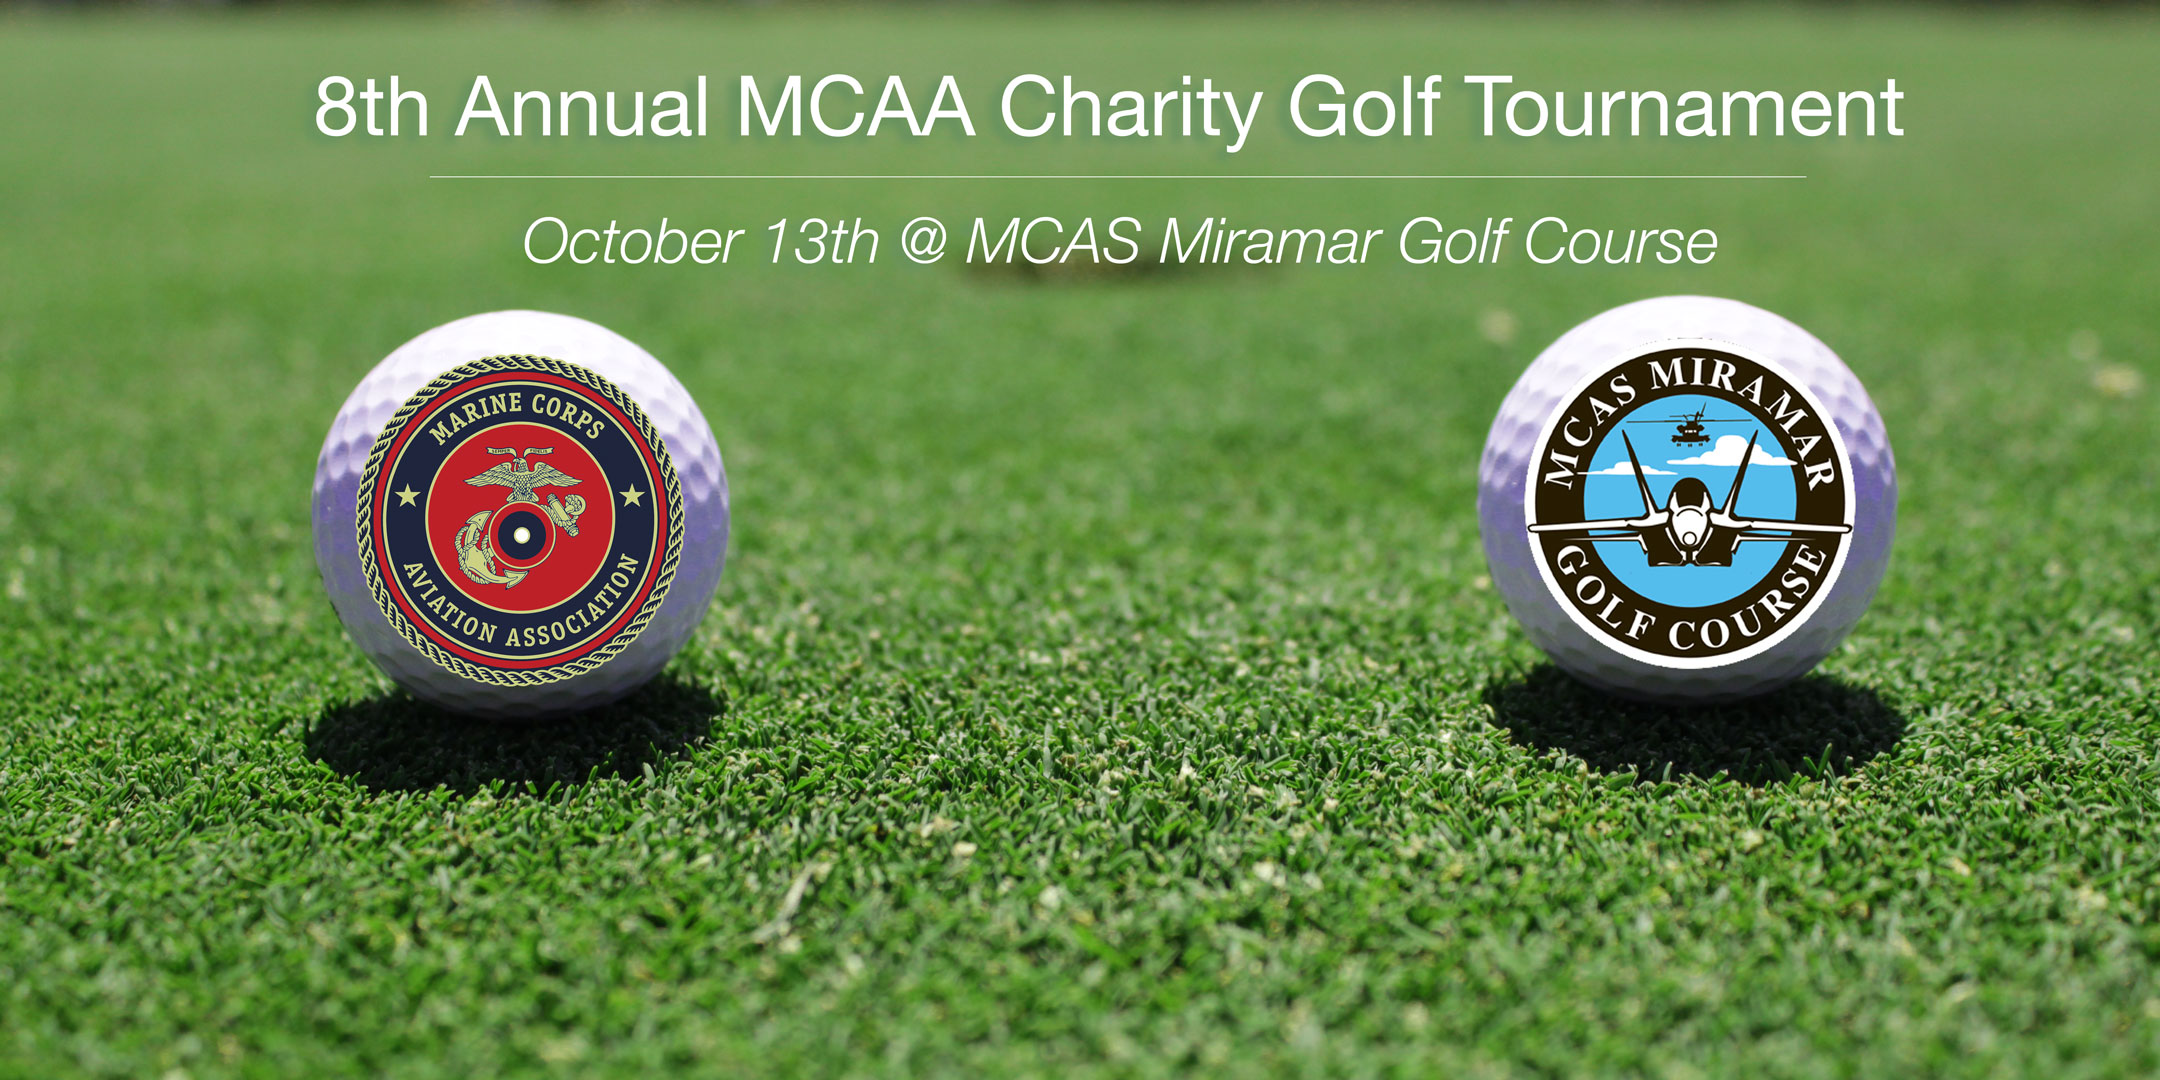 8th Annual MCAA Charity Golf Tournament
October 13th @ MCAS Miramar Golf Course
MARINE CORPS
AVIATION ASSOCIATION
MCAS MIRAMAR
GOLF COURSE